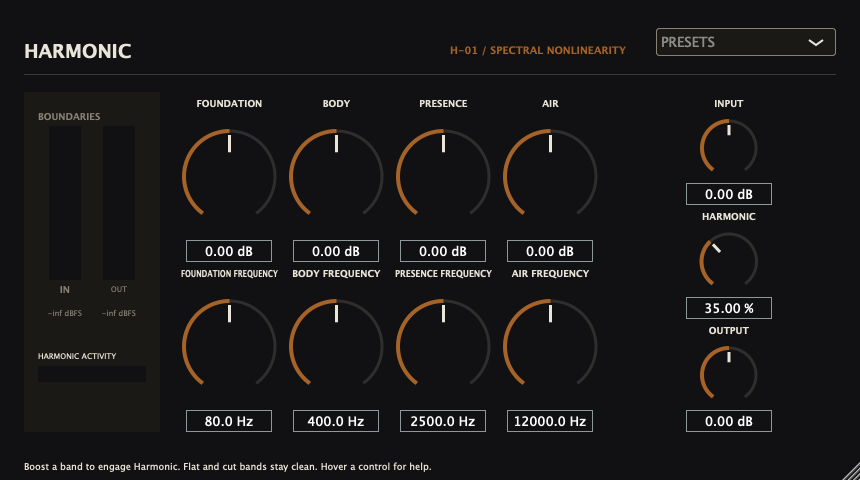 HARMONIC
H-01 / SPECTRAL NONLINEARITY
PRESETS
BOUNDARIES
IN OUT
-inf dBFS -inf dBFS
HARMONIC ACTIVITY
FOUNDATION BODY PRESENCE AIR
0.00 dB 0.00 dB 0.00 dB 0.00 dB
FOUNDATION FREQUENCY BODY FREQUENCY PRESENCE FREQUENCY AIR FREQUENCY
80.0 Hz 400.0 Hz 2500.0 Hz 12000.0 Hz
INPUT
0.00 dB
HARMONIC
35.00 %
OUTPUT
0.00 dB
Boost a band to engage Harmonic. Flat and cut bands stay clean. Hover a control for help.